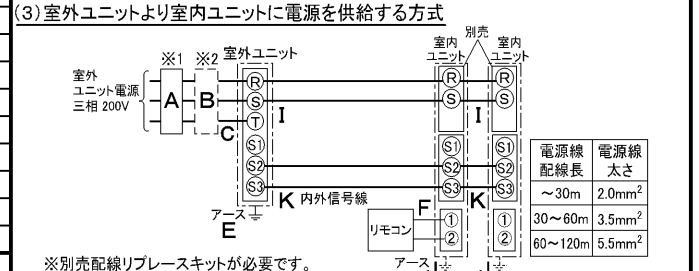 (3)室外ユニットより室内ユニットに電源を供給する方式
別売
※1 ※2 室外ユニット 室内ユニット 室内ユニット
室外ユニット電源
三相 200V
A B C
R R R
S I S I S
T
S1 S1 S1
S2 S2 S2
S3 K 内外信号線 S3 K S3
アース
E
F
リモコン ① ①
② ②
アース
電源線配線長 電源線太さ
～30m 2.0mm²
30～60m 3.5mm²
60～120m 5.5mm²
※別売配線リプレースキットが必要です。